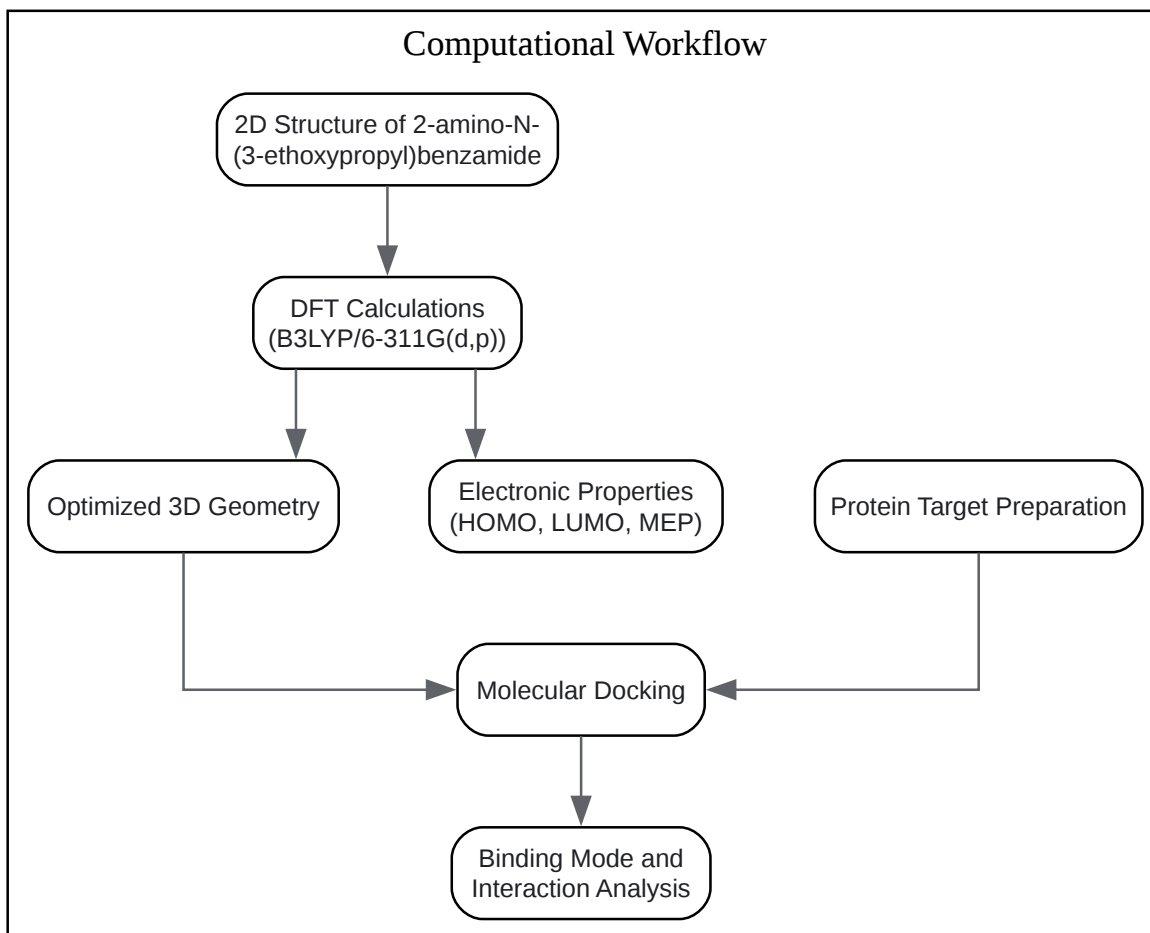 Computational Workflow
2D Structure of 2-amino-N-
(3-ethoxypropyl)benzamide
DFT Calculations
(B3LYP/6-311G(d,p))
Optimized 3D Geometry
Electronic Properties
(HOMO, LUMO, MEP)
Protein Target Preparation
Molecular Docking
Binding Mode and
Interaction Analysis